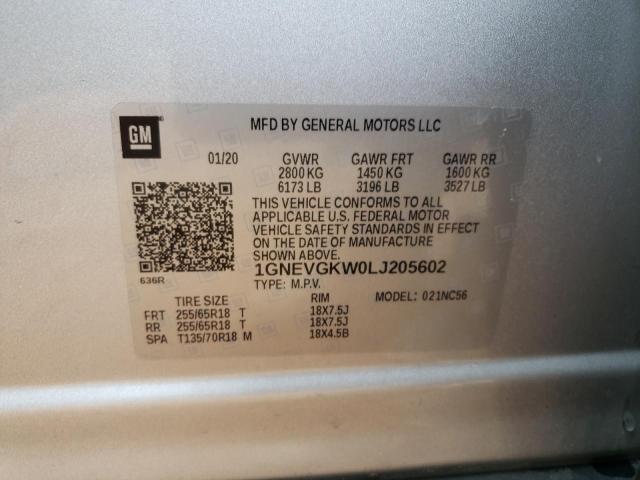 GM
MFD BY GENERAL MOTORS LLC
01/20 GVWR GAWR FRT GAWR RR
2800 KG 1450 KG 1600 KG
6173 LB 3196 LB 3527 LB
THIS VEHICLE CONFORMS TO ALL
APPLICABLE U.S. FEDERAL MOTOR
VEHICLE SAFETY STANDARDS IN EFFECT
ON THE DATE OF MANUFACTURE
SHOWN ABOVE.
1GNEVGKW0LJ205602
636R
TYPE: M.P.V. MODEL: 021NC56
TIRE SIZE RIM
FRT 255/65R18 T 18X7.5J
RR 255/65R18 T 18X7.5J
SPA T135/70R18 M 18X4.5B